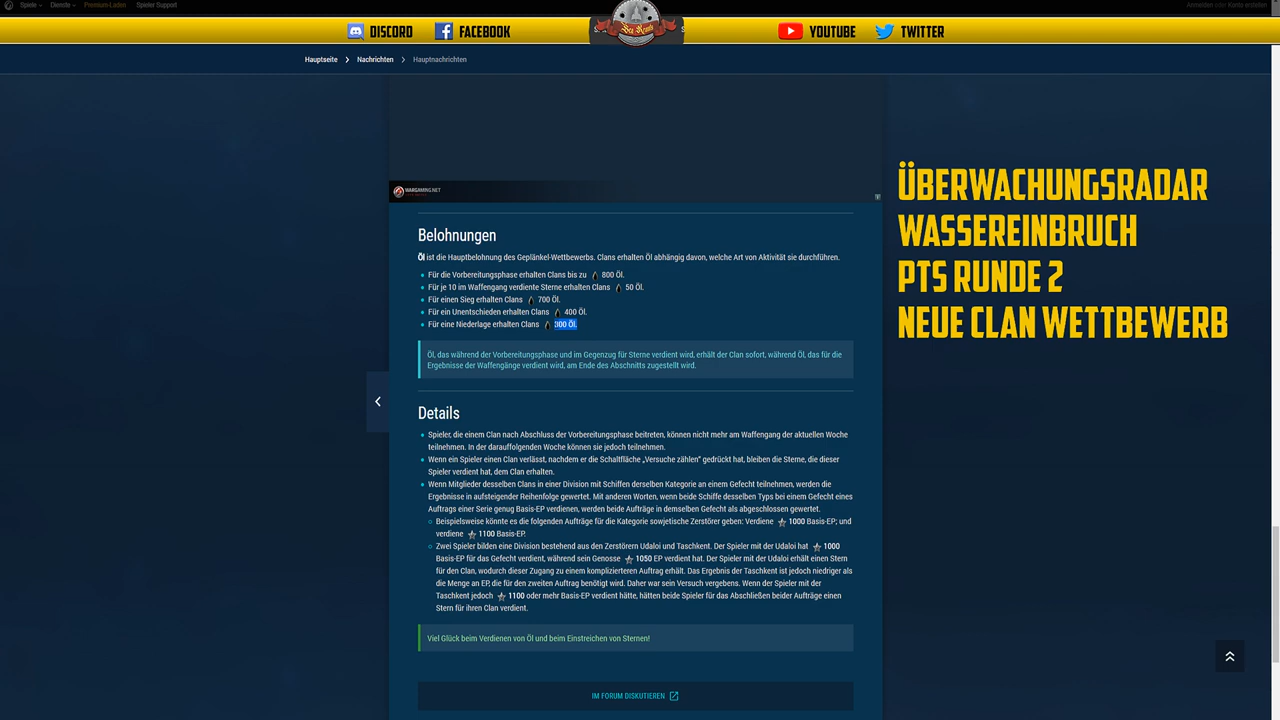 Spiele
Dienste
Premium-Laden
Spieler Support
Anmelden oder Konto erstellen
DISCORD
FACEBOOK
YOUTUBE
TWITTER
Hauptseite
Nachrichten
Hauptnachrichten
WARGAMING.NET
ÜBERWACHUNGSRADAR
WASSEREINBRUCH
PTS RUNDE 2
NEUE CLAN WETTBEWERB
Belohnungen
Öl ist die Hauptbelohnung des Geplänkel-Wettbewerbs. Clans erhalten Öl abhängig davon, welche Art von Aktivität sie durchführen.
Für die Vorbereitungsphase erhalten Clans bis zu 800 Öl.
Für je 10 im Waffengang verdiente Sterne erhalten Clans 50 Öl.
Für einen Sieg erhalten Clans 700 Öl.
Für ein Unentschieden erhalten Clans 400 Öl.
Für eine Niederlage erhalten Clans 300 Öl.
Öl, das während der Vorbereitungsphase und im Gegenzug für Sterne verdient wird, erhält der Clan sofort, während Öl, das für die
Ergebnisse der Waffengänge verdient wird, am Ende des Abschnitts zugestellt wird.
Details
Spieler, die einem Clan nach Abschluss der Vorbereitungsphase beitreten, können nicht mehr am Waffengang der aktuellen Woche
teilnehmen. In der darauffolgenden Woche können sie jedoch teilnehmen.
Wenn ein Spieler einen Clan verlässt, nachdem er die Schaltfläche „Versuche zählen“ gedrückt hat, bleiben die Sterne, die dieser
Spieler verdient hat, dem Clan erhalten.
Wenn Mitglieder desselben Clans in einer Division mit Schiffen derselben Kategorie an einem Gefecht teilnehmen, werden die
Ergebnisse in aufsteigender Reihenfolge gewertet. Mit anderen Worten, wenn beide Schiffe desselben Typs bei einem Gefecht eines
Auftrags einer Serie genug Basis-EP verdienen, werden beide Aufträge in demselben Gefecht als abgeschlossen gewertet.
Beispielsweise könnte es die folgenden Aufträge für die Kategorie sowjetische Zerstörer geben: Verdiene 1000 Basis-EP; und
verdiene 1100 Basis-EP.
Zwei Spieler bilden eine Division bestehend aus den Zerstörern Udaloi und Taschkent. Der Spieler mit der Udaloi hat 1000
Basis-EP für das Gefecht verdient, während sein Genosse 1050 EP verdient hat. Der Spieler mit der Udaloi erhält einen Stern
für den Clan, wodurch dieser Zugang zu einem komplizierteren Auftrag erhält. Das Ergebnis der Taschkent ist jedoch niedriger als
die Menge an EP, die für den zweiten Auftrag benötigt wird. Daher war sein Versuch vergebens. Wenn der Spieler mit der
Taschkent jedoch 1100 oder mehr Basis-EP verdient hätte, hätten beide Spieler für das Abschließen beider Aufträge einen
Stern für ihren Clan verdient.
Viel Glück beim Verdienen von Öl und beim Einstreichen von Sternen!
IM FORUM DISKUTIEREN